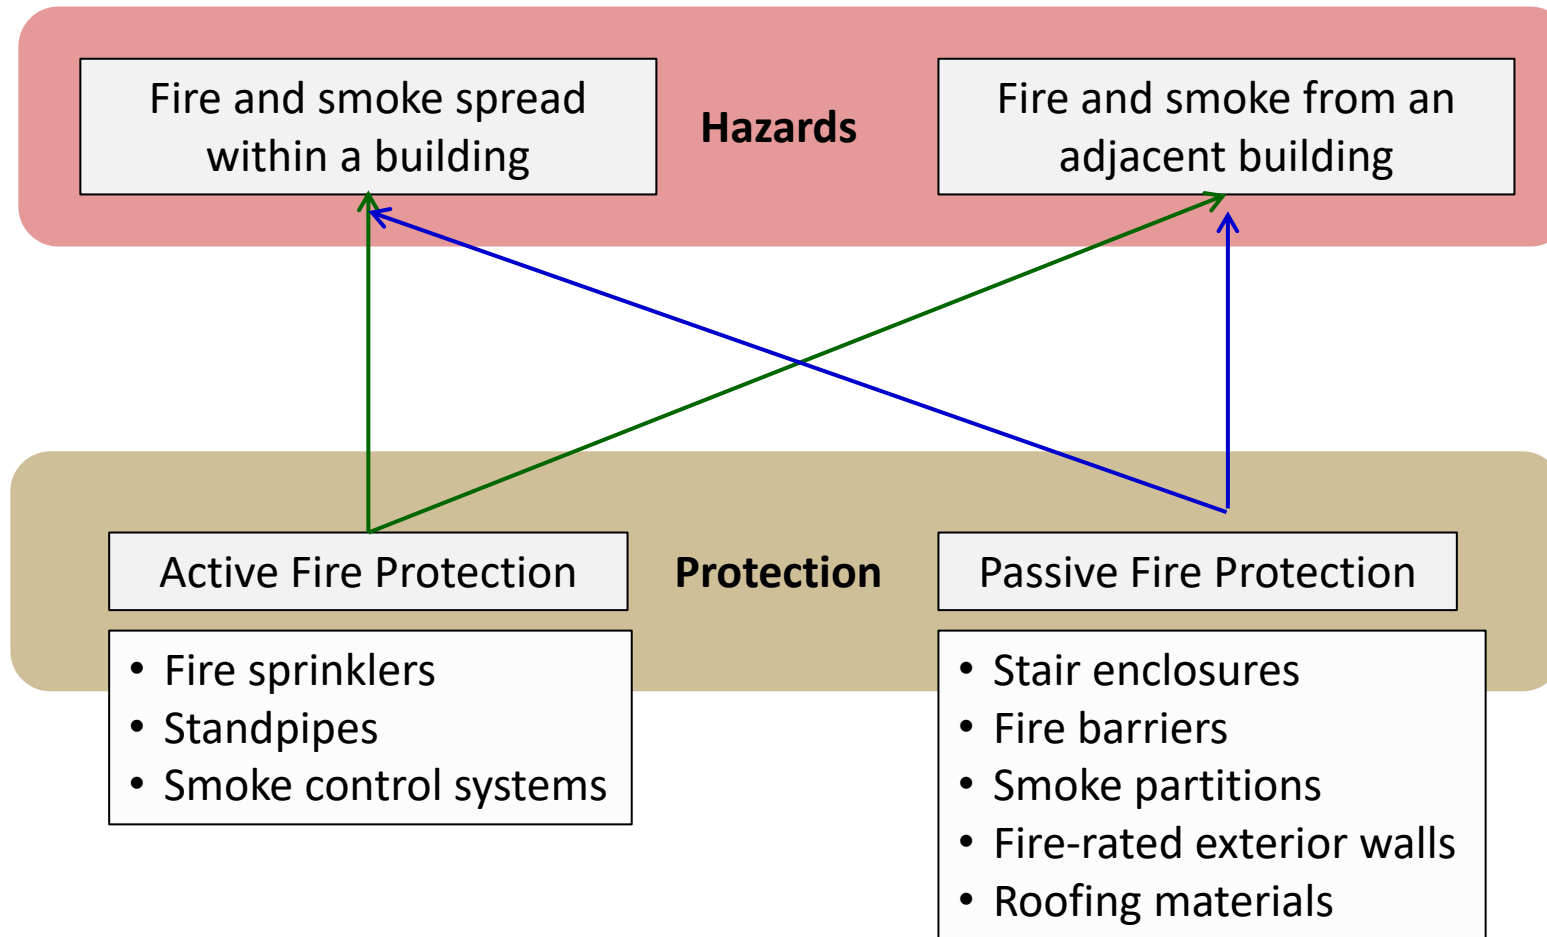 Fire and smoke spread
within a building
Hazards
Fire and smoke from an
adjacent building
Active Fire Protection
Protection
Passive Fire Protection
• Fire sprinklers
• Standpipes
• Smoke control systems
• Stair enclosures
• Fire barriers
• Smoke partitions
• Fire-rated exterior walls
• Roofing materials